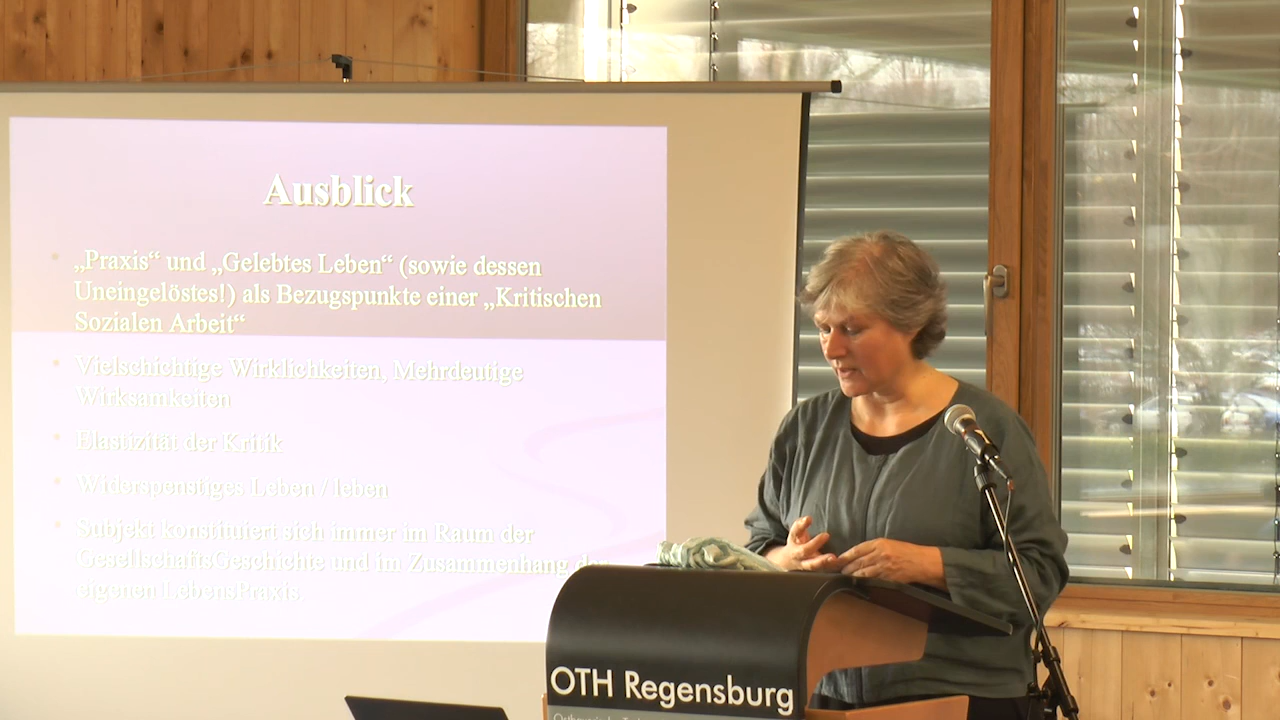 Ausblick
„Praxis“ und „Gelebtes Leben“ (sowie dessen
Uneingelöstes!) als Bezugspunkte einer „Kritischen
Sozialen Arbeit“
Vielschichtige Wirklichkeiten, Mehrdeutige
Wirksamkeiten
Elastizität der Kritik
Widerspenstiges Leben / leben
Subjekt konstituiert sich immer im Raum der
GesellschaftsGeschichte und im Zusammenhang der
eigenen LebensPraxis.
OTH Regensburg